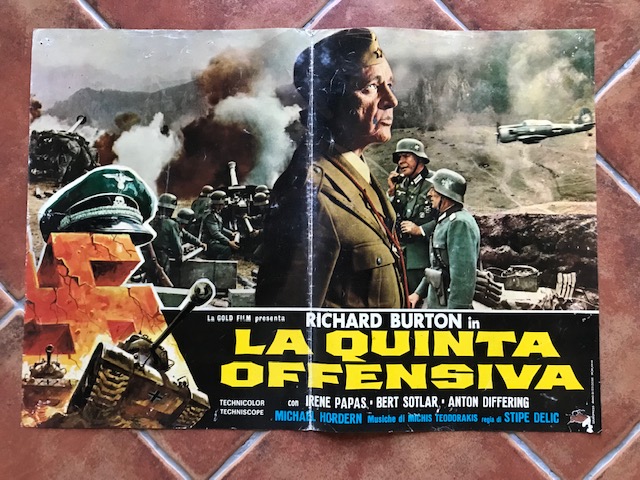 La GOLD FILM presenta
RICHARD BURTON in
LA QUINTA
OFFENSIVA
TECHNICOLOR
TECHNISCOPE
con IRENE PAPAS - BERT SOTLAR - ANTON DIFFERING
MICHAEL HORDERN Musiche di MICHIS TEODORAKIS regia di STIPE DELIC